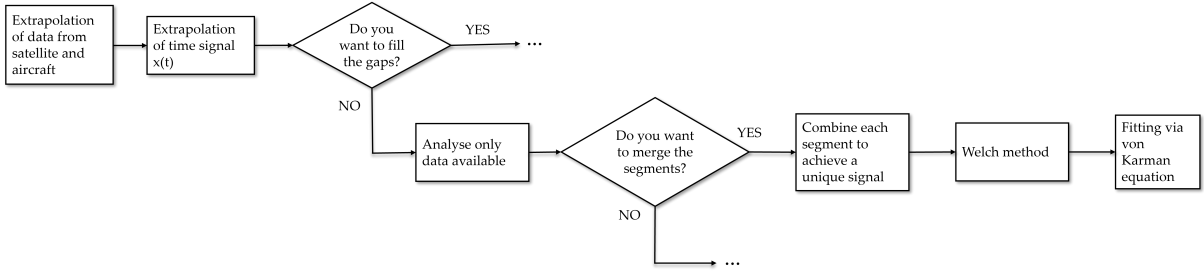 Extrapolation
of data from
satellite and
aircraft
Extrapolation
of time signal
x(t)
Do you
want to fill
the gaps?
YES
...
NO
Analyse only
data available
Do you want
to merge the
segments?
YES
Combine each
segment to
achieve a
unique signal
Welch method
Fitting via
von
Karman
equation
NO
...